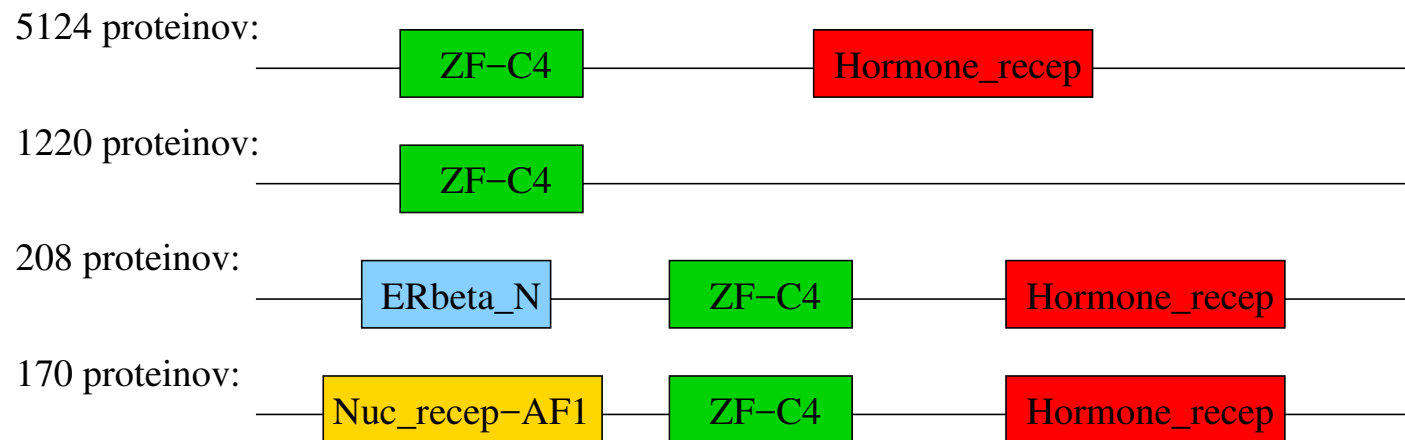 5124 proteinov:
ZF−C4 Hormone_recep
1220 proteinov:
ZF−C4
208 proteinov:
ERbeta_N ZF−C4 Hormone_recep
170 proteinov:
Nuc_recep−AF1 ZF−C4 Hormone_recep